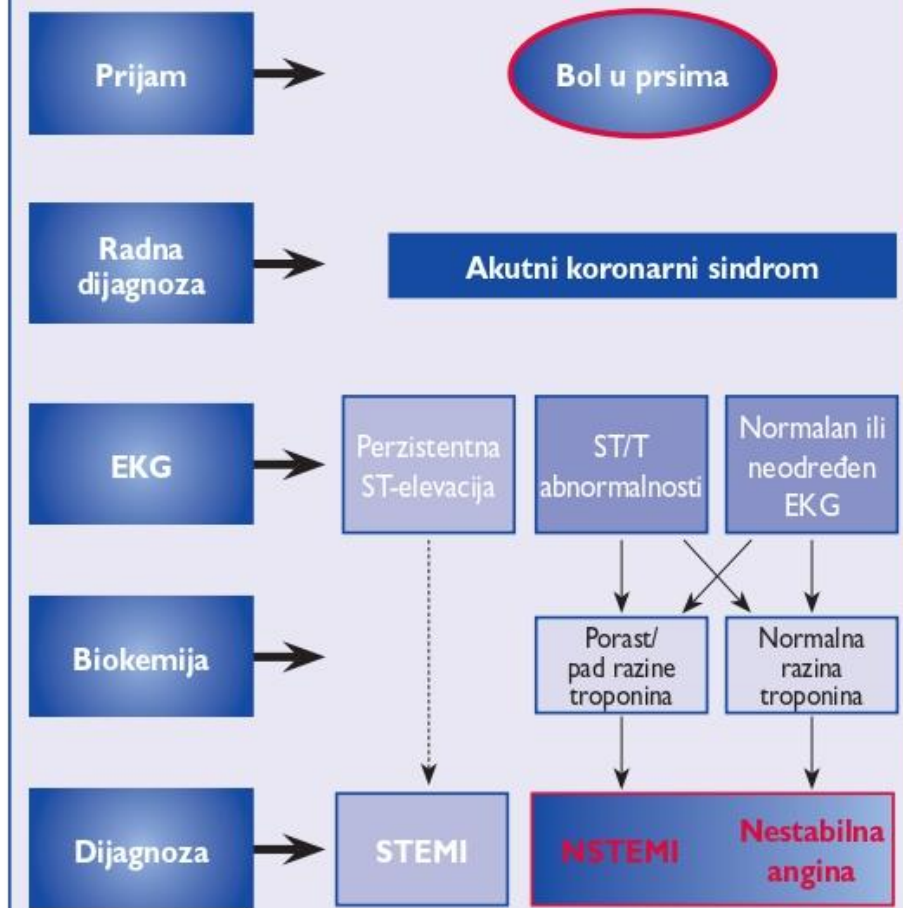 Prijam
Bol u prsima
Radna
dijagnoza
Akutni koronarni sindrom
EKG
Perzistentna
ST-elevacija
ST/T
abnormalnosti
Normalan ili
neodređen
EKG
Biokemija
Porast/
pad razine
troponina
Normalna
razina
troponina
Dijagnoza
STEMI
NSTEMI
Nestabilna
angina